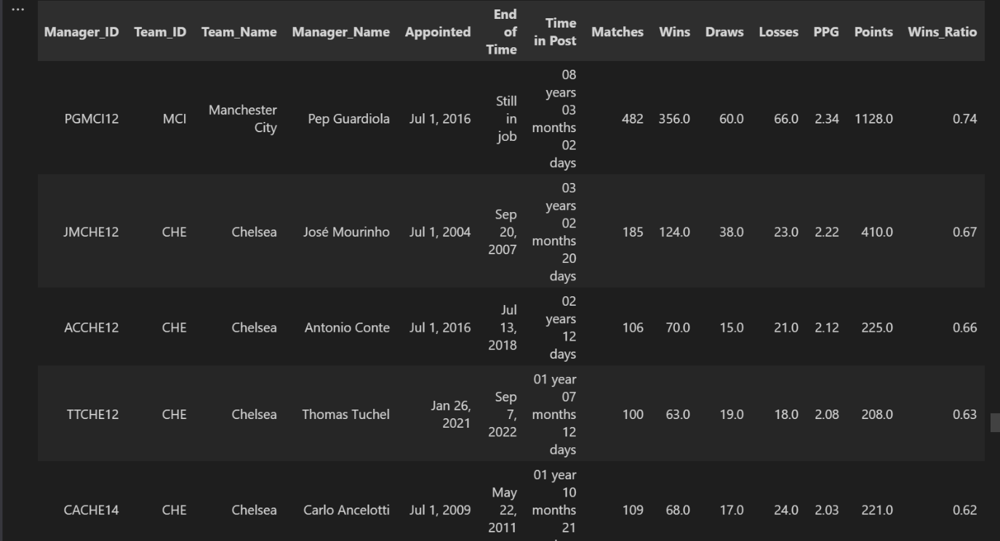 ...
Manager_ID Team_ID Team_Name Manager_Name Appointed End of Time Time in Post Matches Wins Draws Losses PPG Points Wins_Ratio
PGMCI12 MCI Manchester City Pep Guardiola Jul 1, 2016 Still in job 08 years 03 months 02 days 482 356.0 60.0 66.0 2.34 1128.0 0.74
JMCHE12 CHE Chelsea José Mourinho Jul 1, 2004 Sep 20, 2007 03 years 02 months 20 days 185 124.0 38.0 23.0 2.22 410.0 0.67
ACCHE12 CHE Chelsea Antonio Conte Jul 1, 2016 Jul 13, 2018 02 years 12 days 106 70.0 15.0 21.0 2.12 225.0 0.66
TTCHE12 CHE Chelsea Thomas Tuchel Jan 26, 2021 Sep 7, 2022 01 year 07 months 12 days 100 63.0 19.0 18.0 2.08 208.0 0.63
CACHE14 CHE Chelsea Carlo Ancelotti Jul 1, 2009 May 22, 2011 01 year 10 months 21 109 68.0 17.0 24.0 2.03 221.0 0.62